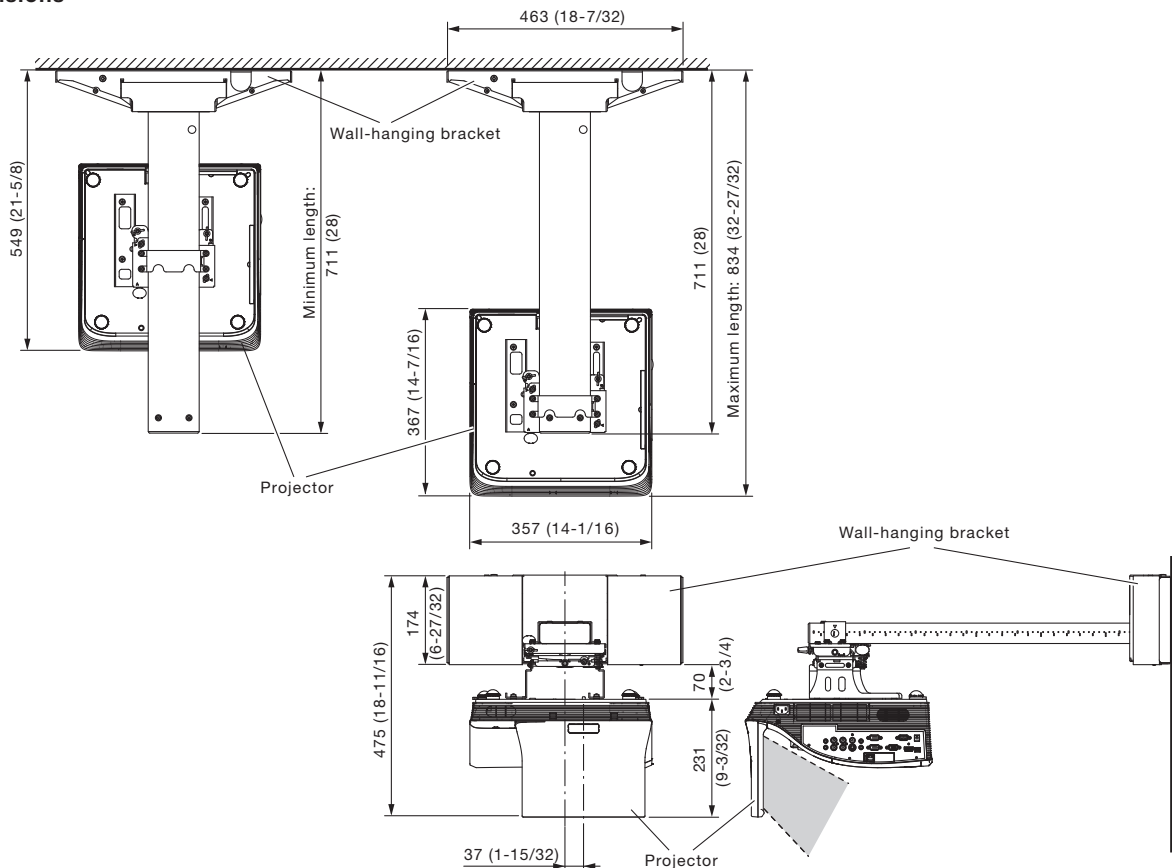 463 (18-7/32)
Wall-hanging bracket
549 (21-5/8)
Minimum length:
711 (28)
711 (28)
Maximum length: 834 (32-27/32)
367 (14-7/16)
Projector
357 (14-1/16)
Wall-hanging bracket
174
(6-27/32)
70
(2-3/4)
475 (18-11/16)
231
(9-3/32)
37 (1-15/32)
Projector